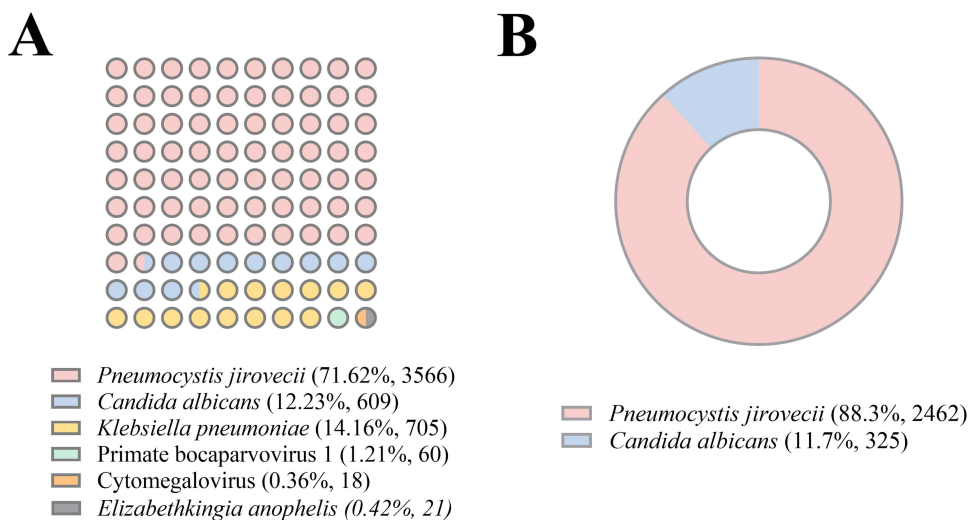 A
B
Pneumocystis jirovecii (71.62%, 3566)
Candida albicans (12.23%, 609)
Klebsiella pneumoniae (14.16%, 705)
Primate bocaparvovirus 1 (1.21%, 60)
Cytomegalovirus (0.36%, 18)
Elizabethkingia anophelis (0.42%, 21)
Pneumocystis jirovecii (88.3%, 2462)
Candida albicans (11.7%, 325)